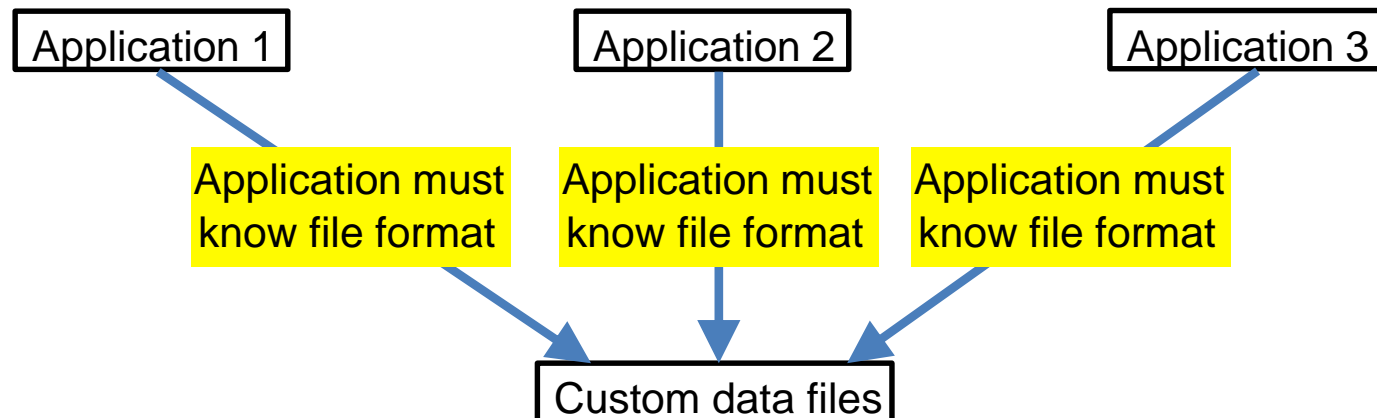 Application 1
Application 2
Application 3
Application must
know file format
Application must
know file format
Application must
know file format
Custom data files